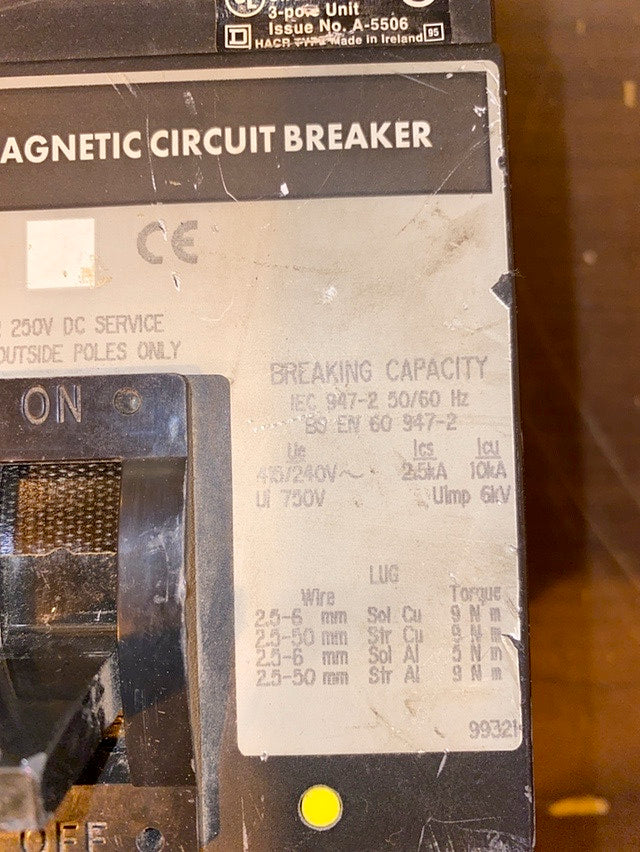 3-pole Unit
Issue No. A-5506
HACR TYPE Made in Ireland 95
AGNETIC CIRCUIT BREAKER
CE
250V DC SERVICE
OUTSIDE POLES ONLY
ON
BREAKING CAPACITY
IEC 947-2 50/60 Hz
BS EN 60 947-2
Ue Ics Icu
415/240V~ 2.5kA 10kA
Ui 750V Uimp 6kV
LUG
Wire Torque
2.5-6 mm Sol Cu 9 N m
2.5-50 mm Str Cu 9 N m
2.5-6 mm Sol Al 5 N m
2.5-50 mm Str Al 9 N m
99321
OFF